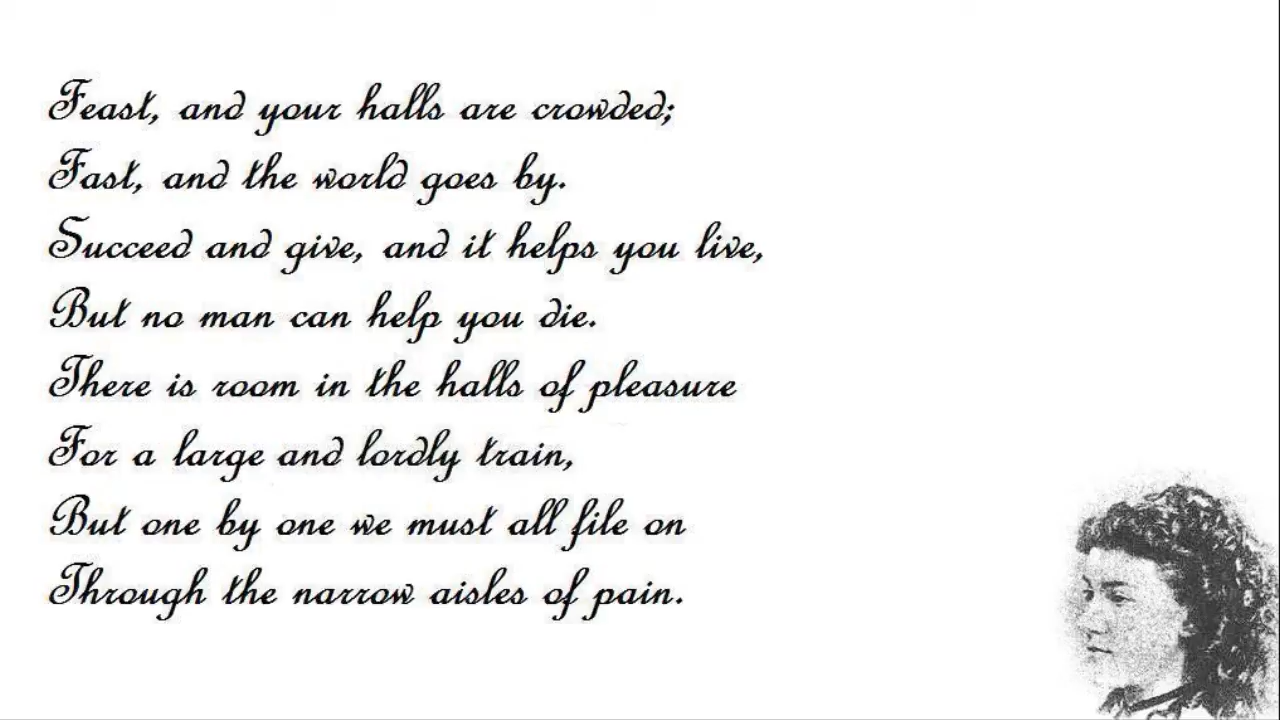 Feast, and your halls are crowded;
Fast, and the world goes by.
Succeed and give, and it helps you live,
But no man can help you die.
There is room in the halls of pleasure
For a large and lordly train,
But one by one we must all file on
Through the narrow aisles of pain.